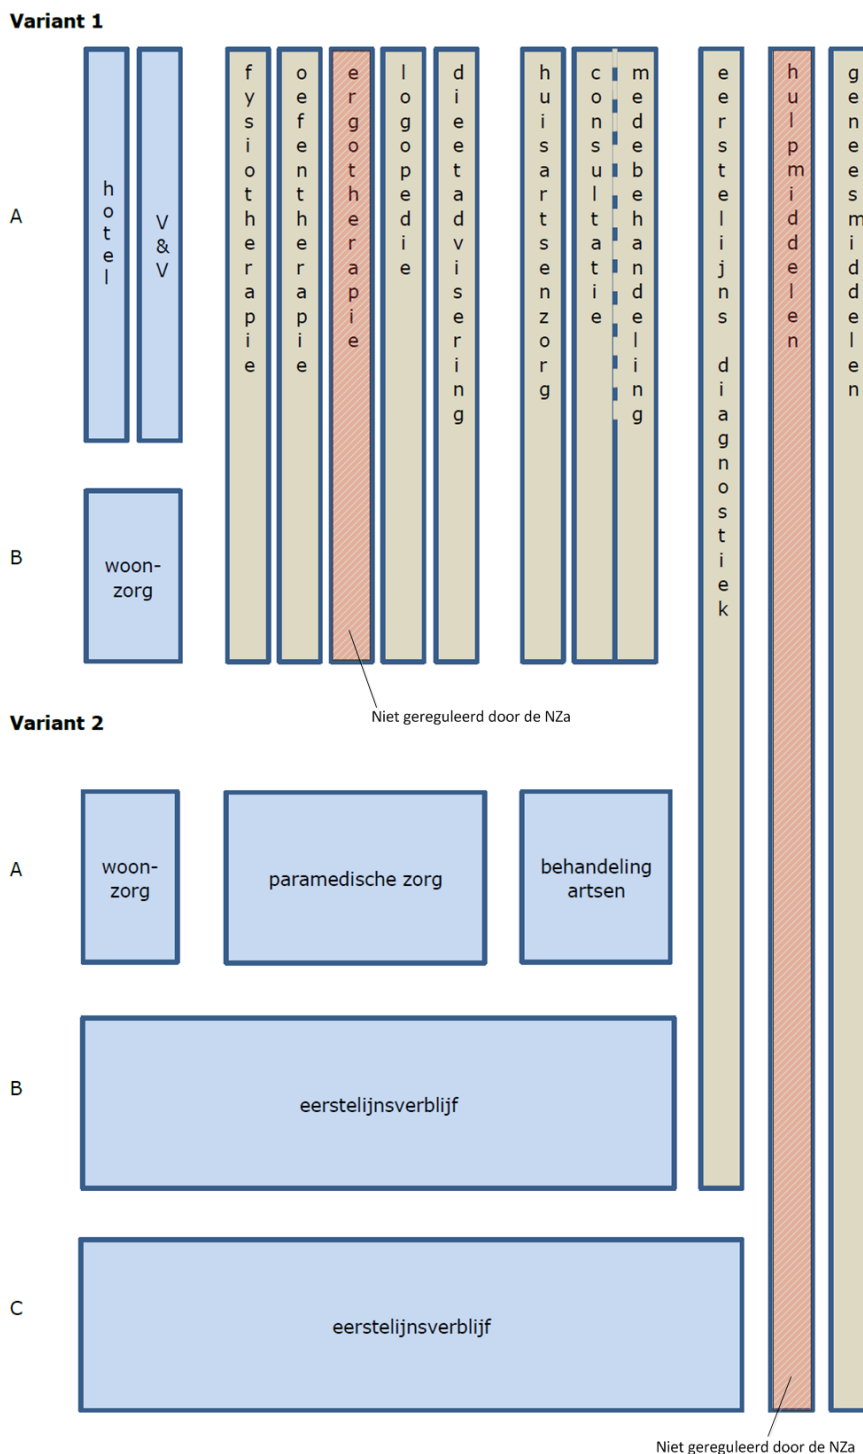 Variant 1
A
hotel
V&V
fysiotherapie
oefentherapie
ergotherapie
logopedie
dieetadvisering
huisartsenzorg
consultatie
medebehandeling
eerstelijns diagnostiek
hulpmiddelen
geneesmiddelen
B
woon-
zorg
Niet gereguleerd door de NZa
Variant 2
A
woon-
zorg
paramedische zorg
behandeling
artsen
B
eerstelijnsverblijf
C
eerstelijnsverblijf
Niet gereguleerd door de NZa